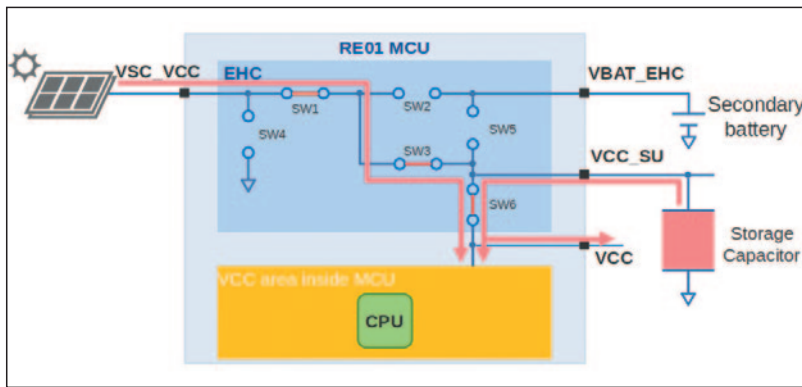 RE01 MCU
VSC_VCC
EHC
VBAT_EHC
SW1
SW2
Secondary
battery
SW4
SW5
SW3
VCC_SU
SW6
Storage
Capacitor
VCC
VCC area inside MCU
CPU